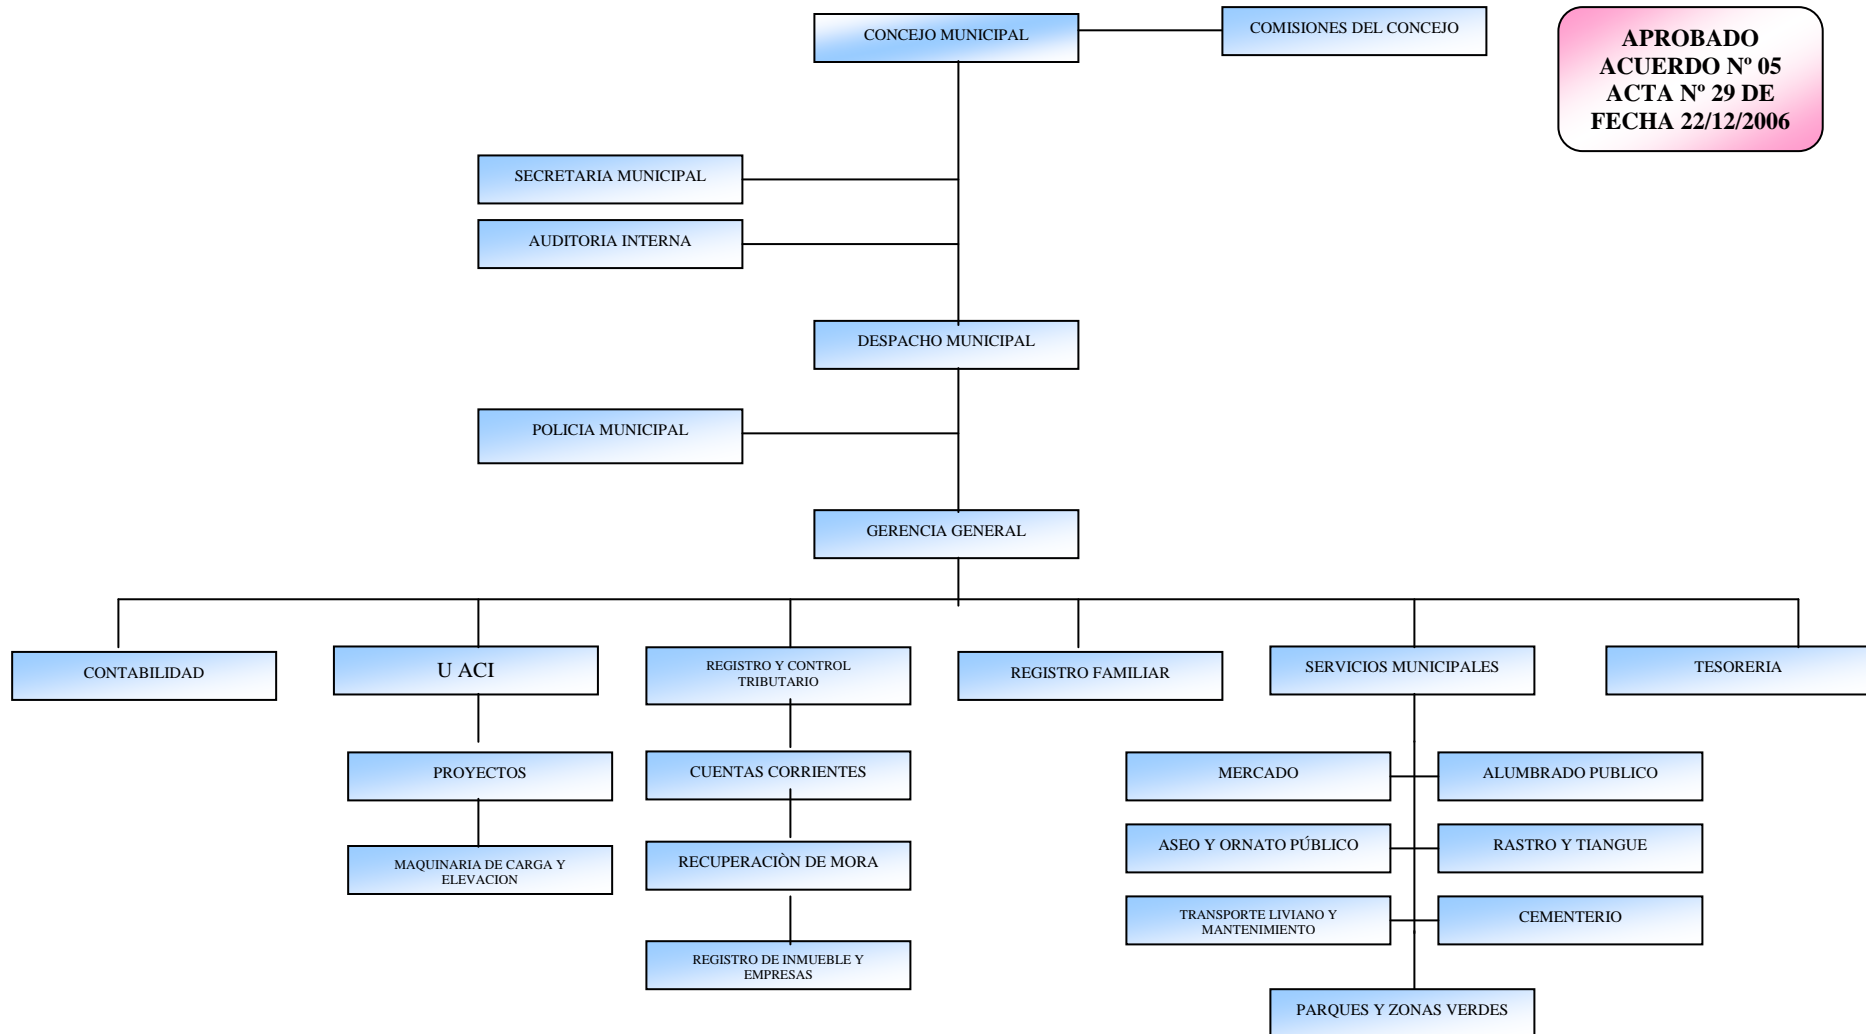 CONCEJO MUNICIPAL
COMISIONES DEL CONCEJO
APROBADO
ACUERDO Nº 05
ACTA Nº 29 DE
FECHA 22/12/2006
SECRETARIA MUNICIPAL
AUDITORIA INTERNA
DESPACHO MUNICIPAL
POLICIA MUNICIPAL
GERENCIA GENERAL
CONTABILIDAD
U ACI
REGISTRO Y CONTROL
TRIBUTARIO
REGISTRO FAMILIAR
SERVICIOS MUNICIPALES
TESORERIA
PROYECTOS
CUENTAS CORRIENTES
MERCADO
ALUMBRADO PUBLICO
MAQUINARIA DE CARGA Y
ELEVACION
RECUPERACIÒN DE MORA
ASEO Y ORNATO PÚBLICO
RASTRO Y TIANGUE
TRANSPORTE LIVIANO Y
MANTENIMIENTO
CEMENTERIO
REGISTRO DE INMUEBLE Y
EMPRESAS
PARQUES Y ZONAS VERDES